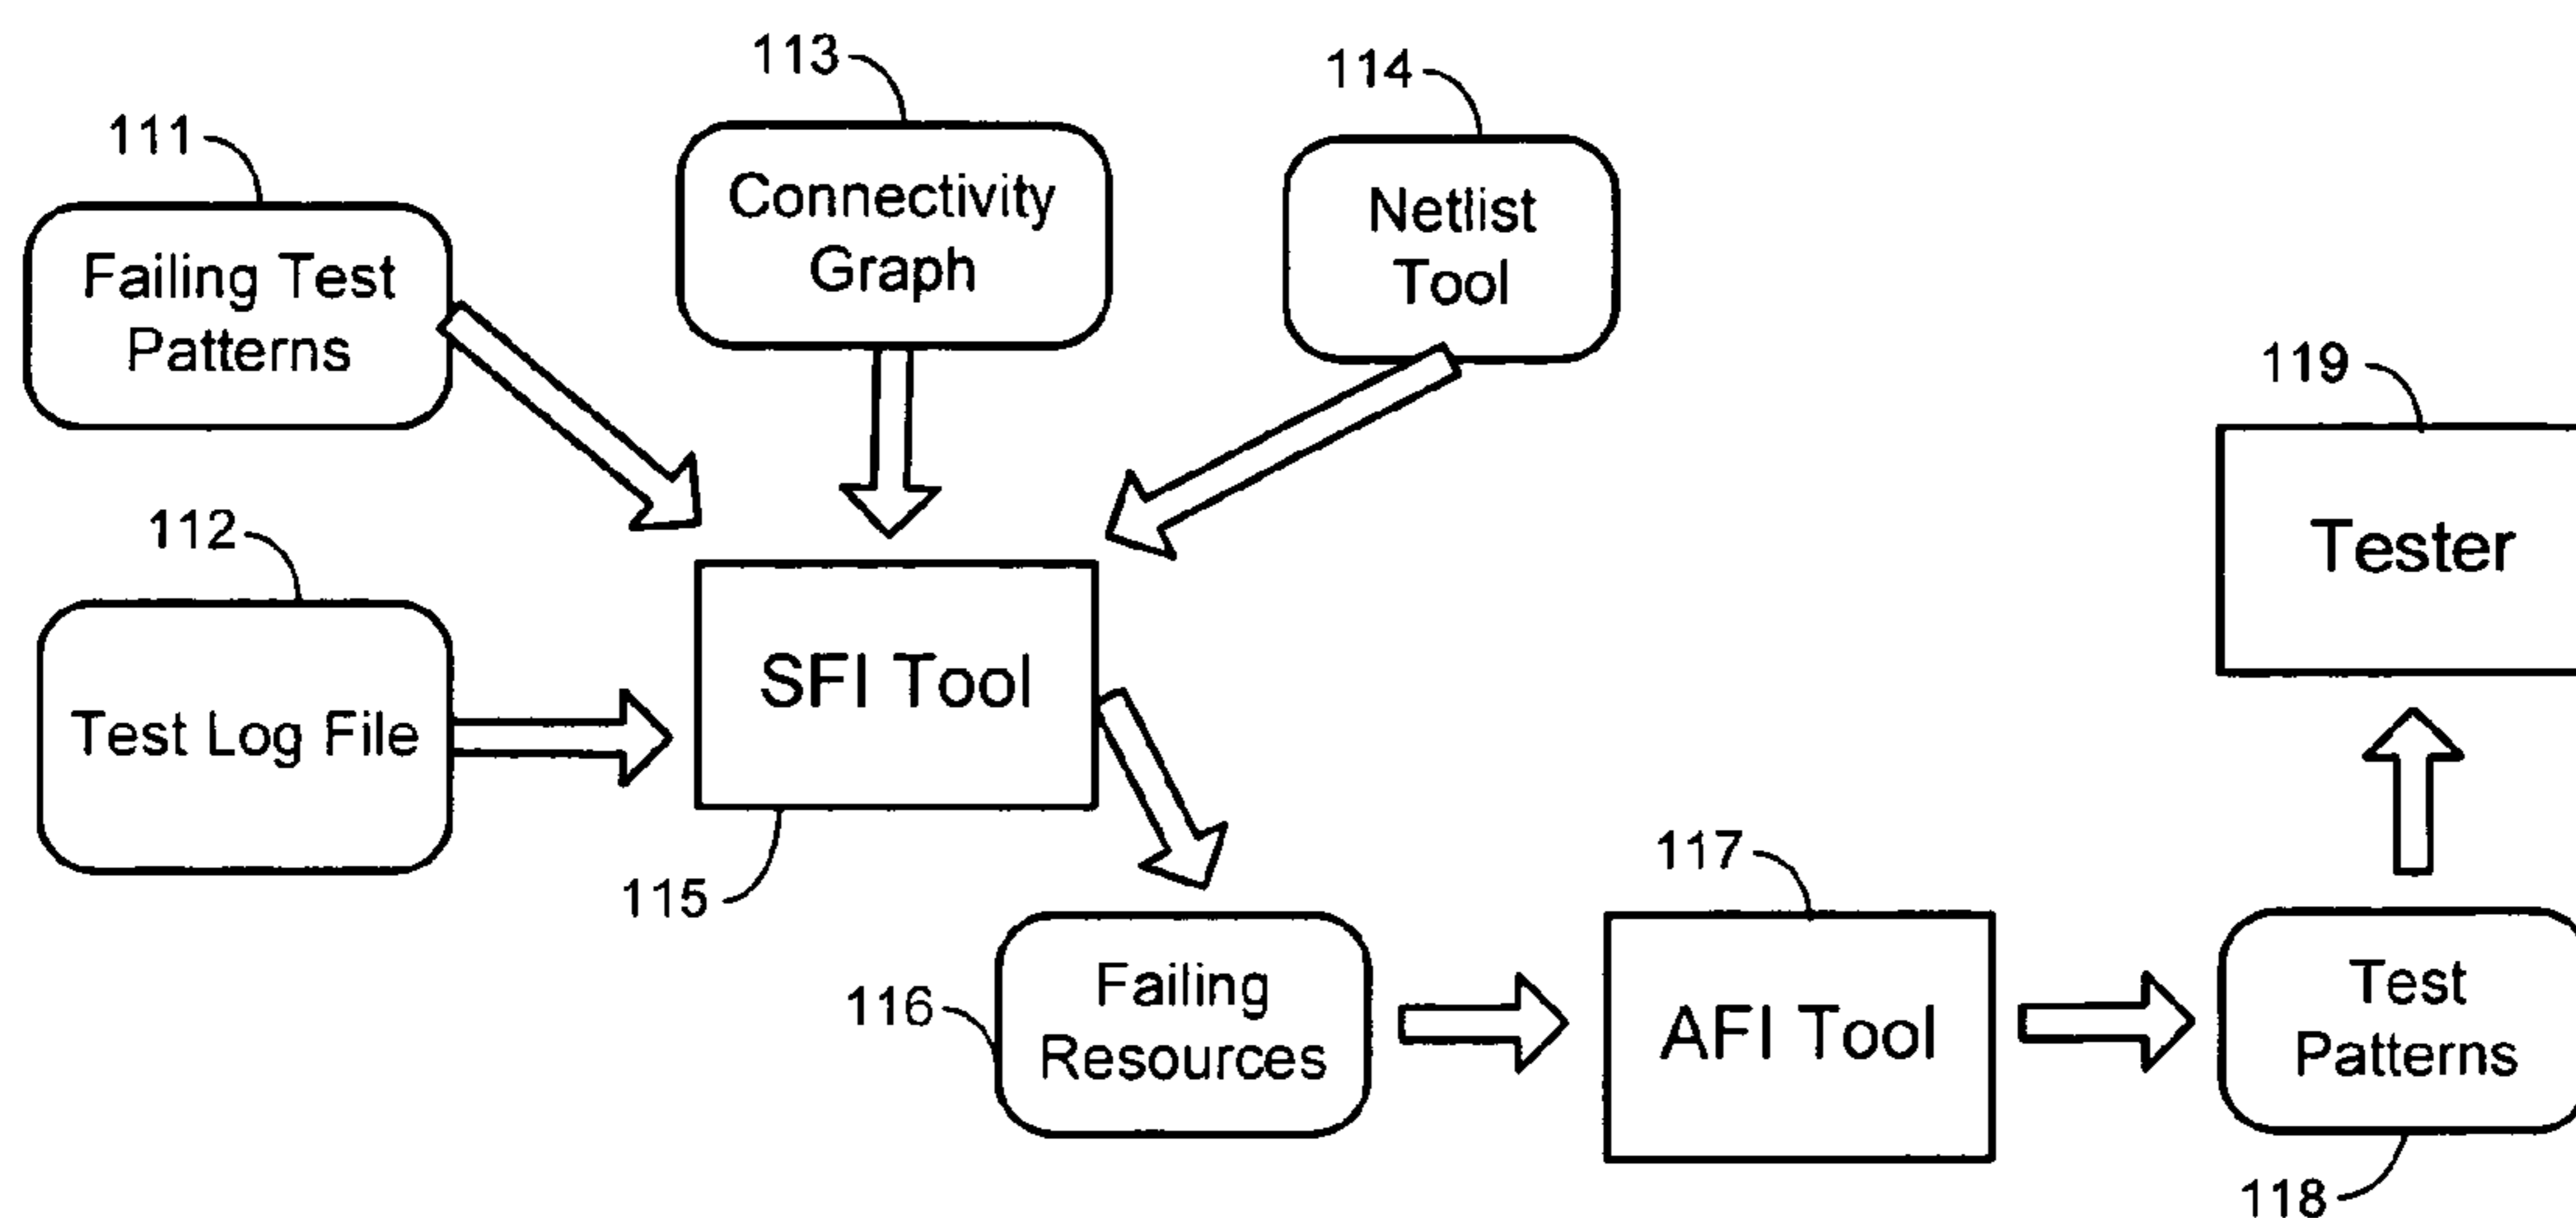 113
114
111
Connectivity
Graph
Netlist
Tool
Failing Test
Patterns
119
112
Tester
Test Log File
SFI Tool
115
117
116
Failing
Resources
AFI Tool
Test
Patterns
118